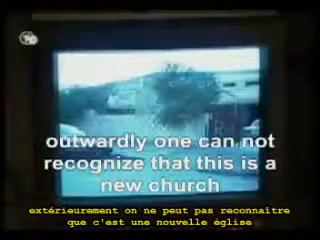 outwardly one can not
recognize that this is a
new church
extérieurement on ne peut pas reconnaître
que c'est une nouvelle église